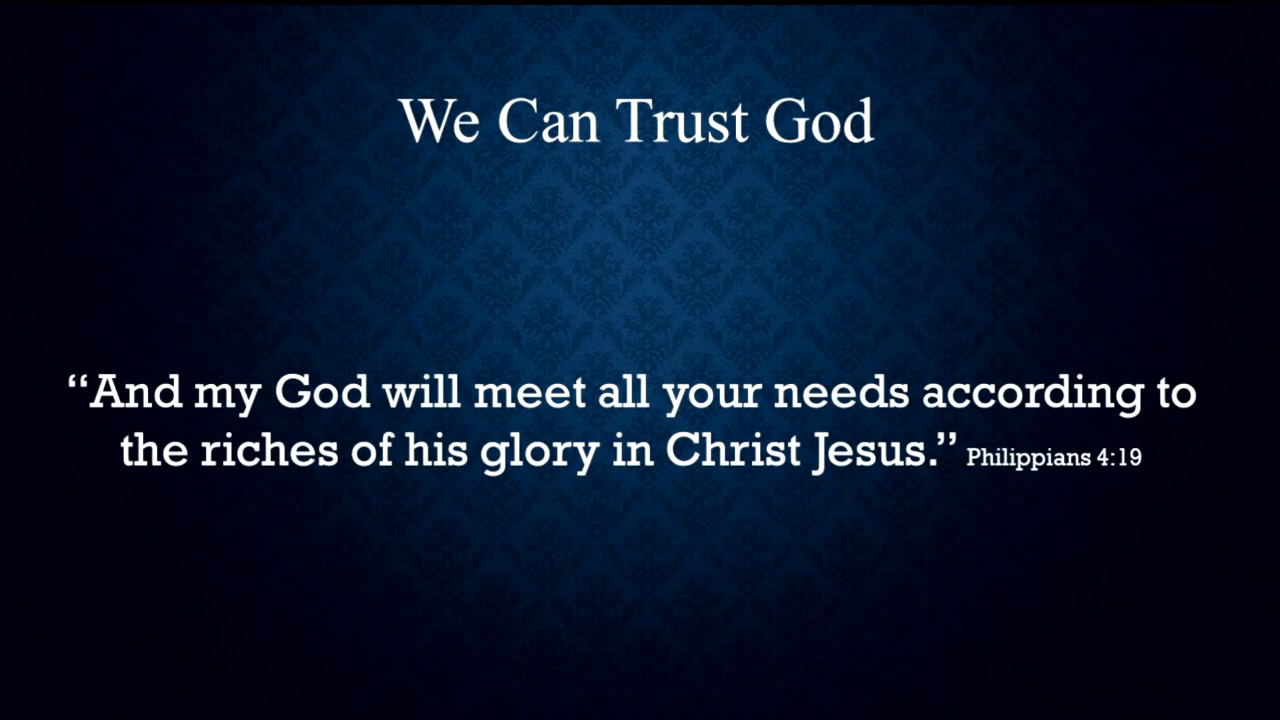 We Can Trust God
“And my God will meet all your needs according to
the riches of his glory in Christ Jesus.” Philippians 4:19